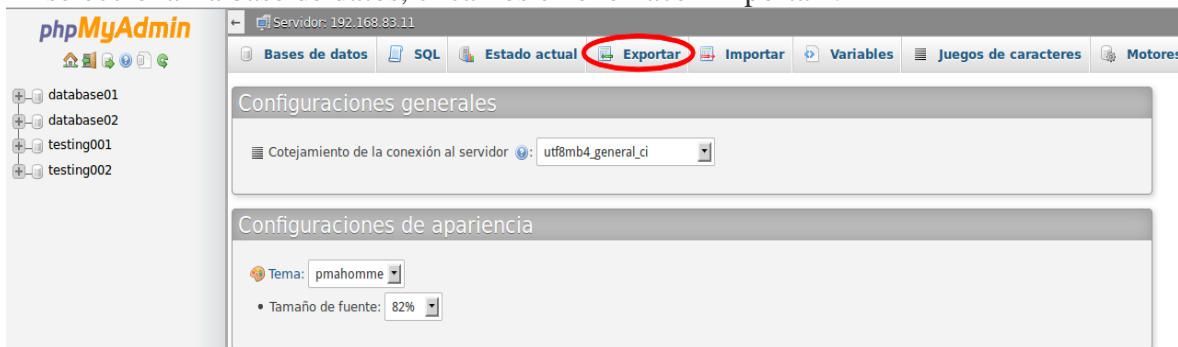 phpMyAdmin
Servidor: 192.168.83.11
Bases de datos SQL Estado actual Exportar Importar Variables Juegos de caracteres Motores
database01
database02
testing001
testing002
Configuraciones generales
Cotejamiento de la conexión al servidor : utf8mb4_general_ci
Configuraciones de apariencia
Tema: pmahomme
• Tamaño de fuente: 82%